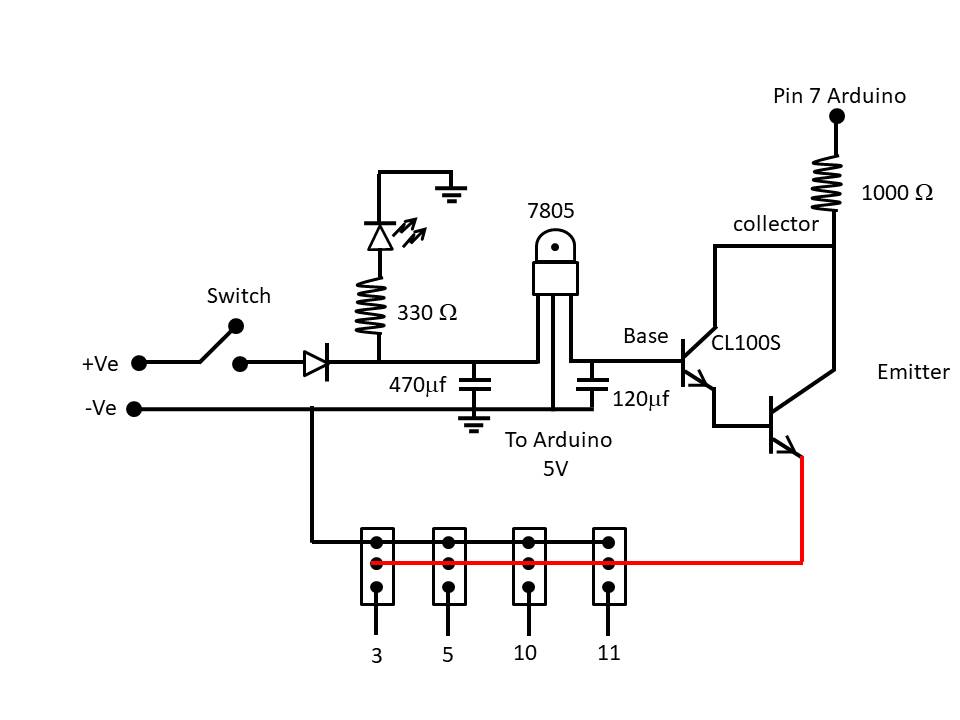 Pin 7 Arduino
1000 Ω
7805
collector
Switch
330 Ω
Base
CL100S
+Ve
470μf
Emitter
-Ve
120μf
To Arduino
5V
3
5
10
11